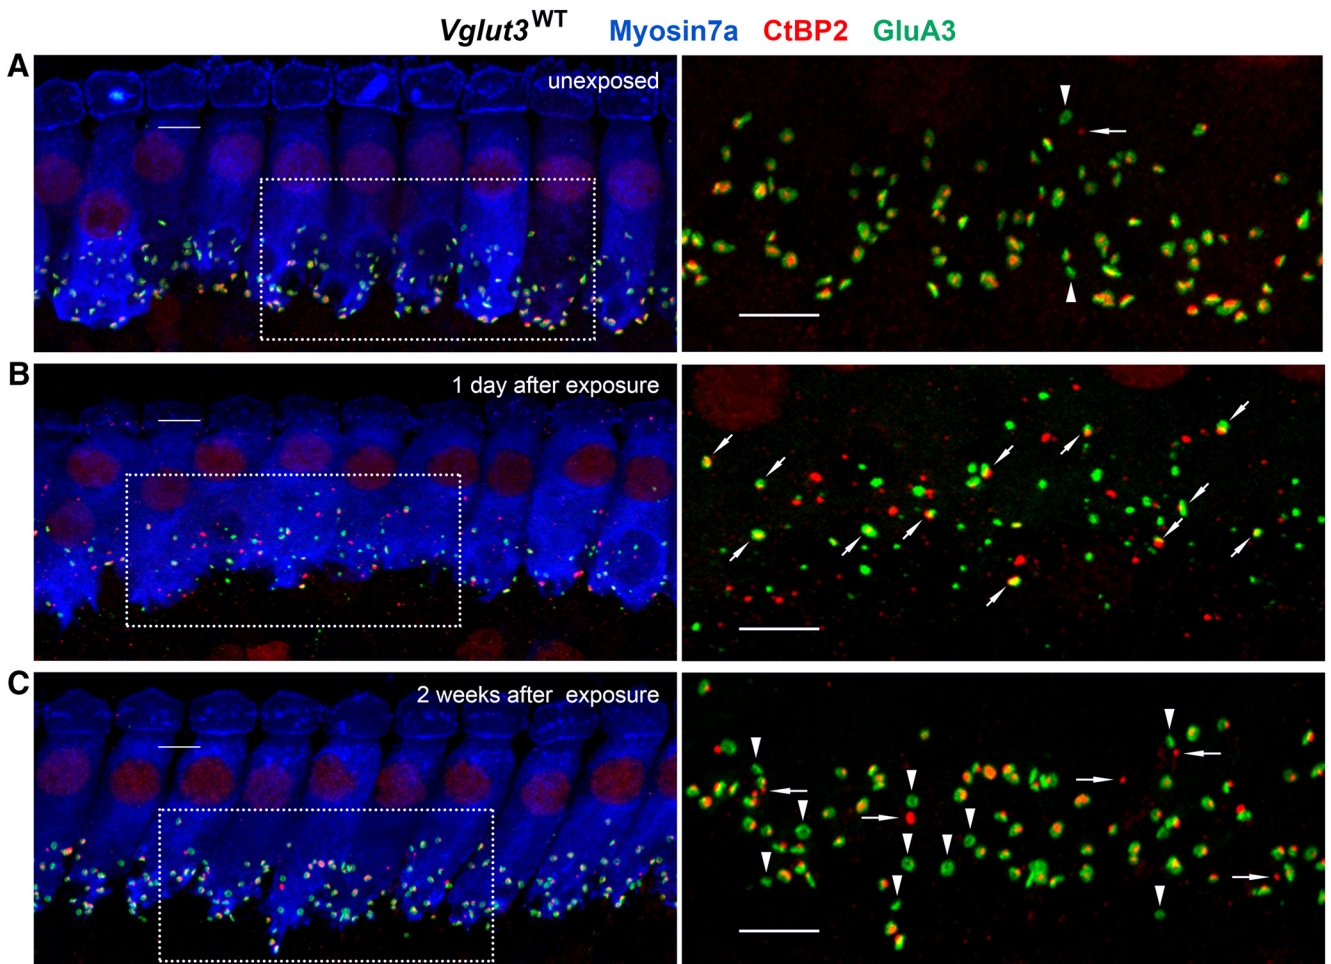 Vglut3WT Myosin7a CtBP2 GluA3
A
unexposed
B
1 day after exposure
C
2 weeks after exposure